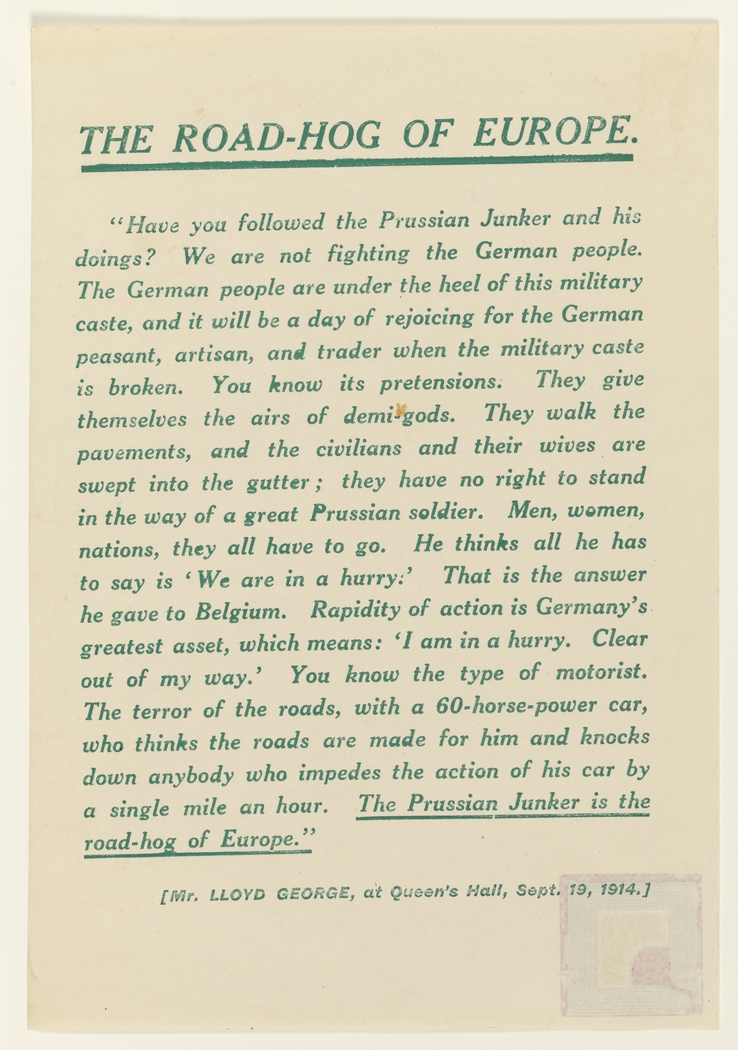 THE ROAD-HOG OF EUROPE.
"Have you followed the Prussian Junker and his
doings? We are not fighting the German people.
The German people are under the heel of this military
caste, and it will be a day of rejoicing for the German
peasant, artisan, and trader when the military caste
is broken. You know its pretensions. They give
themselves the airs of demi-gods. They walk the
pavements, and the civilians and their wives are
swept into the gutter; they have no right to stand
in the way of a great Prussian soldier. Men, women,
nations, they all have to go. He thinks all he has
to say is 'We are in a hurry.' That is the answer
he gave to Belgium. Rapidity of action is Germany's
greatest asset, which means: 'I am in a hurry. Clear
out of my way.' You know the type of motorist.
The terror of the roads, with a 60-horse-power car,
who thinks the roads are made for him and knocks
down anybody who impedes the action of his car by
a single mile an hour. The Prussian Junker is the
road-hog of Europe."
[Mr. LLOYD GEORGE, at Queen's Hall, Sept. 19, 1914.]